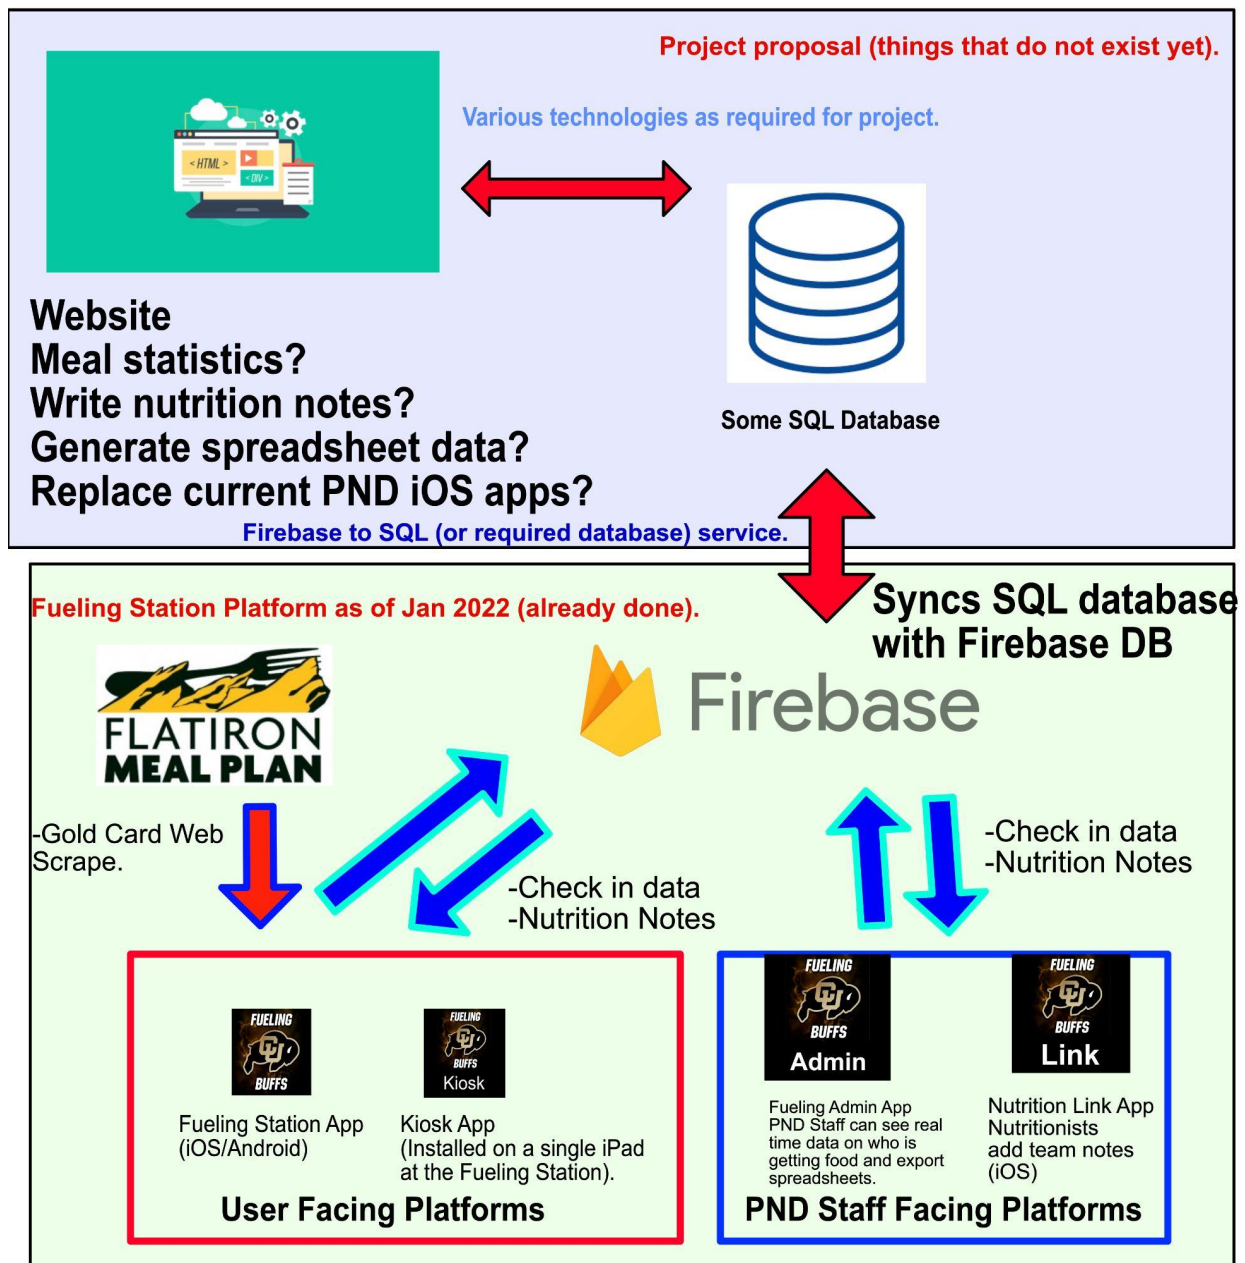 Project proposal (things that do not exist yet).
Various technologies as required for project.
< HTML >
< DIV >
Website
Meal statistics?
Write nutrition notes?
Generate spreadsheet data?
Replace current PND iOS apps?
Some SQL Database
Firebase to SQL (or required database) service.
Fueling Station Platform as of Jan 2022 (already done).
Syncs SQL database
with Firebase DB
FLATIRON
MEAL PLAN
Firebase
-Gold Card Web
Scrape.
-Check in data
-Nutrition Notes
-Check in data
-Nutrition Notes
FUELING
CU
BUFFS
Fueling Station App
(iOS/Android)
FUELING
CU
BUFFS
Kiosk
Kiosk App
(Installed on a single iPad
at the Fueling Station).
User Facing Platforms
FUELING
CU
BUFFS
Admin
Fueling Admin App
PND Staff can see real
time data on who is
getting food and export
spreadsheets.
FUELING
CU
BUFFS
Link
Nutrition Link App
Nutritionists
add team notes
(iOS)
PND Staff Facing Platforms